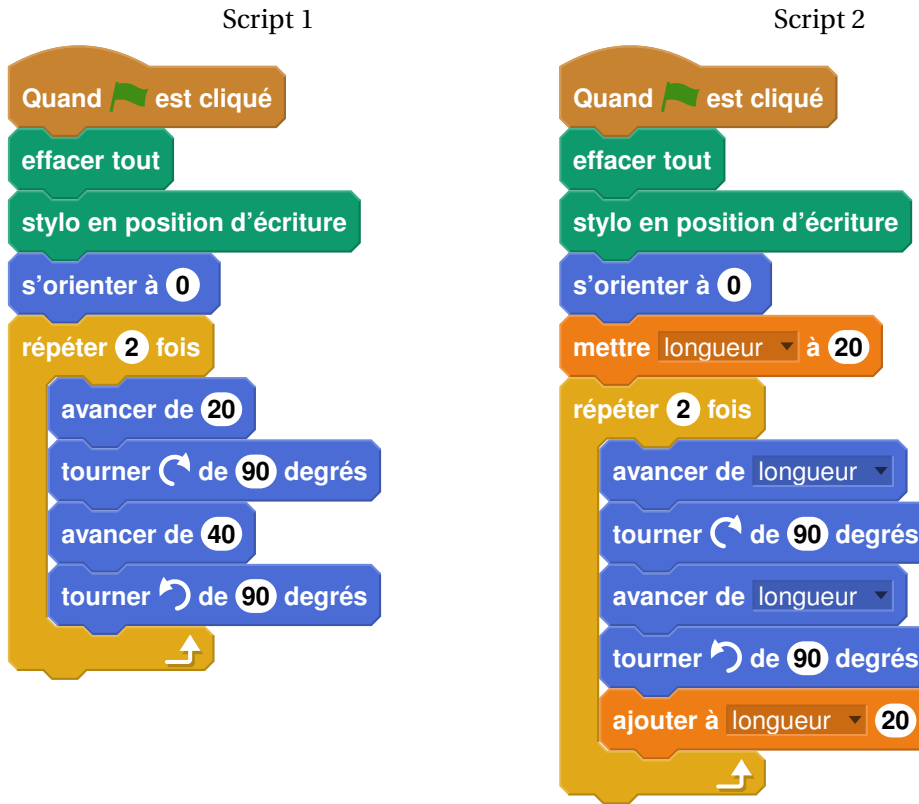 Script 1
Quand est cliqué
effacer tout
stylo en position d’écriture
s’orienter à 0
répéter 2 fois
avancer de 20
tourner de 90 degrés
avancer de 40
tourner de 90 degrés
Script 2
Quand est cliqué
effacer tout
stylo en position d’écriture
s’orienter à 0
mettre longueur à 20
répéter 2 fois
avancer de longueur
tourner de 90 degrés
avancer de longueur
tourner de 90 degrés
ajouter à longueur 20